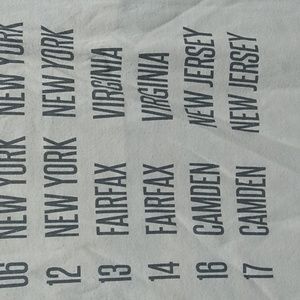 06 NEW YORK NEW YORK
12 NEW YORK NEW YORK
13 FAIRFAX VIRGINIA
14 FAIRFAX VIRGINIA
16 CAMDEN NEW JERSEY
17 CAMDEN NEW JERSEY